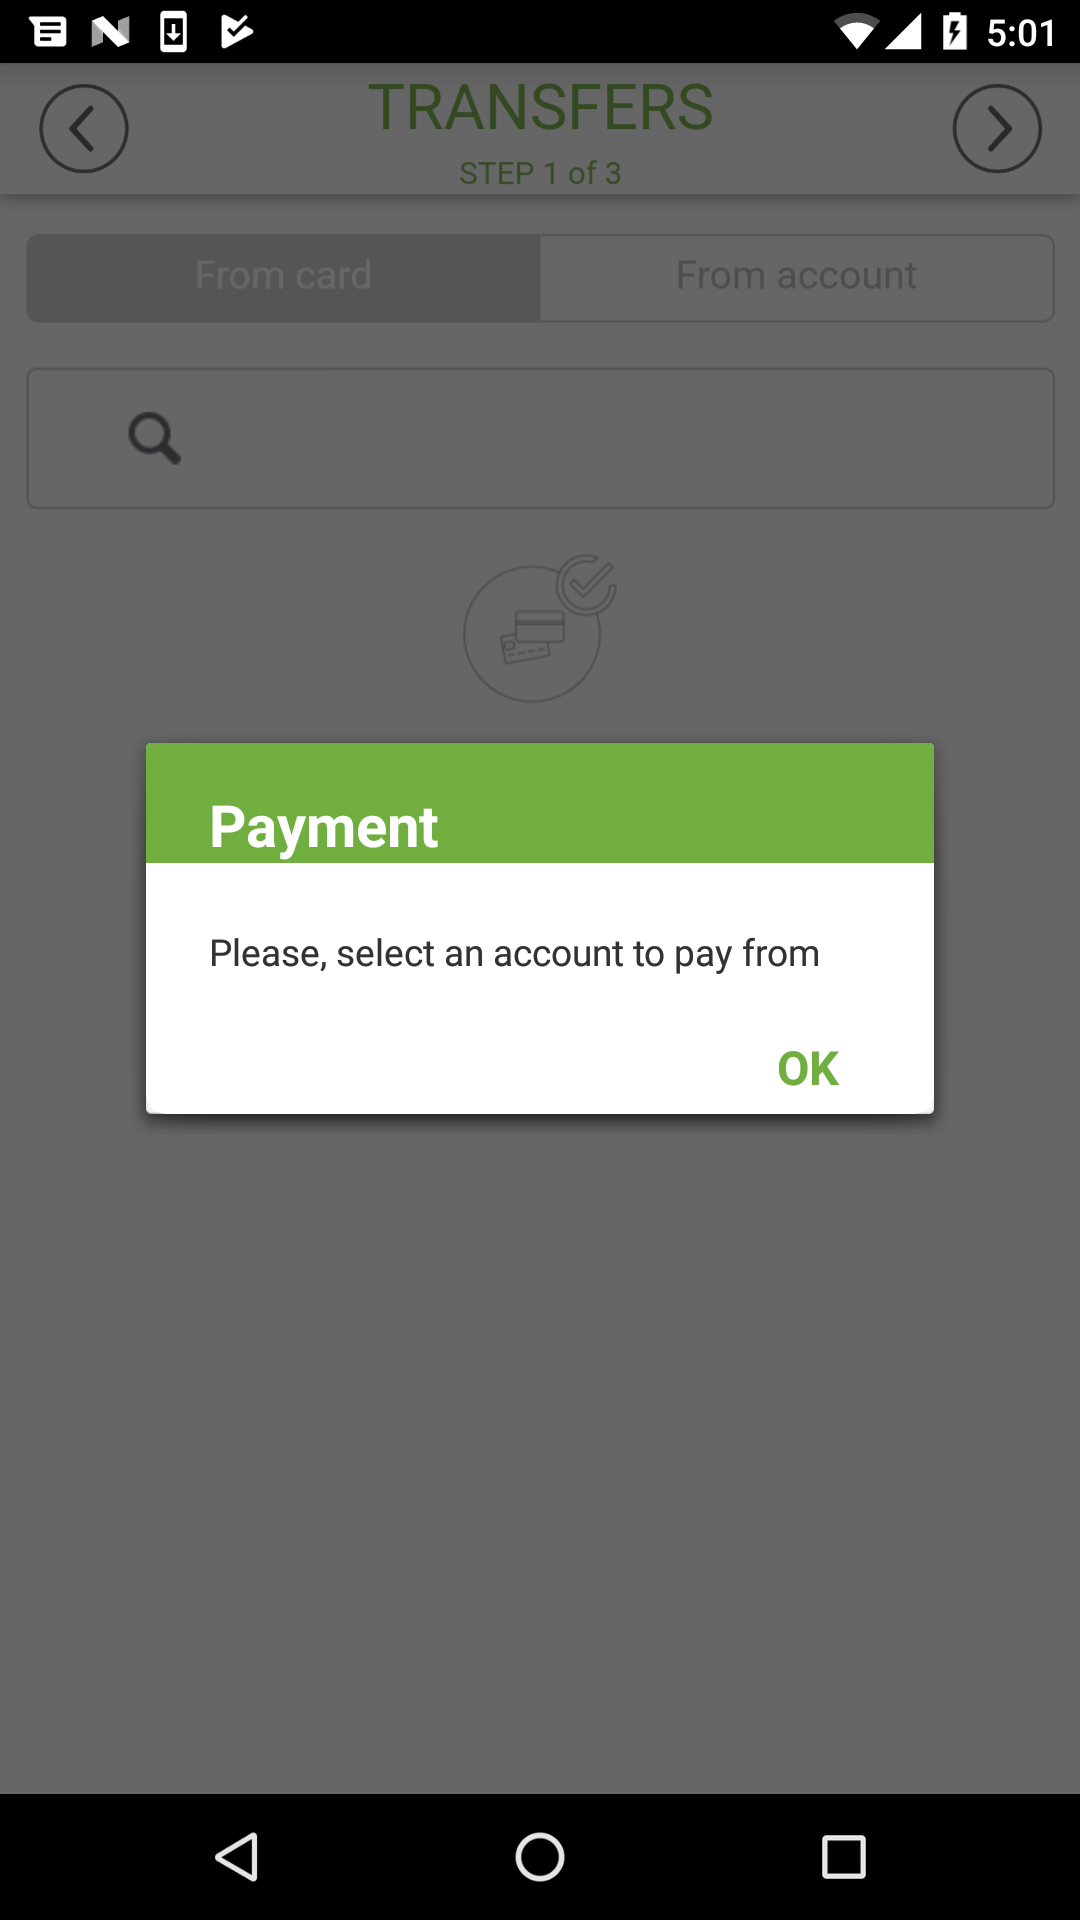 5:01
TRANSFERS
STEP 1 of 3
From card
From account
Payment
Please, select an account to pay from
OK